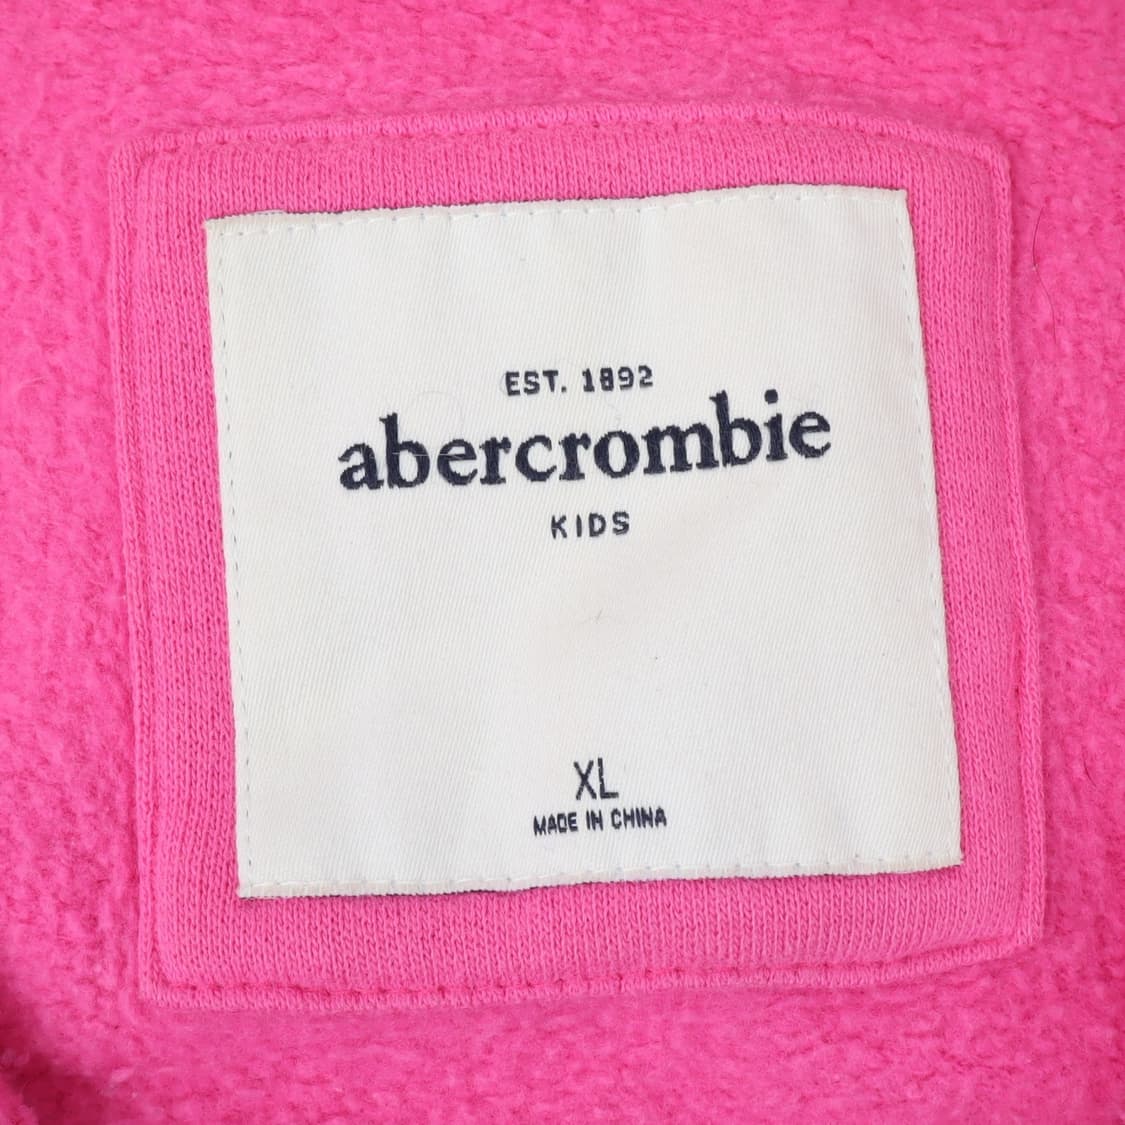 EST. 1892
abercrombie
KIDS
XL
MADE IN CHINA